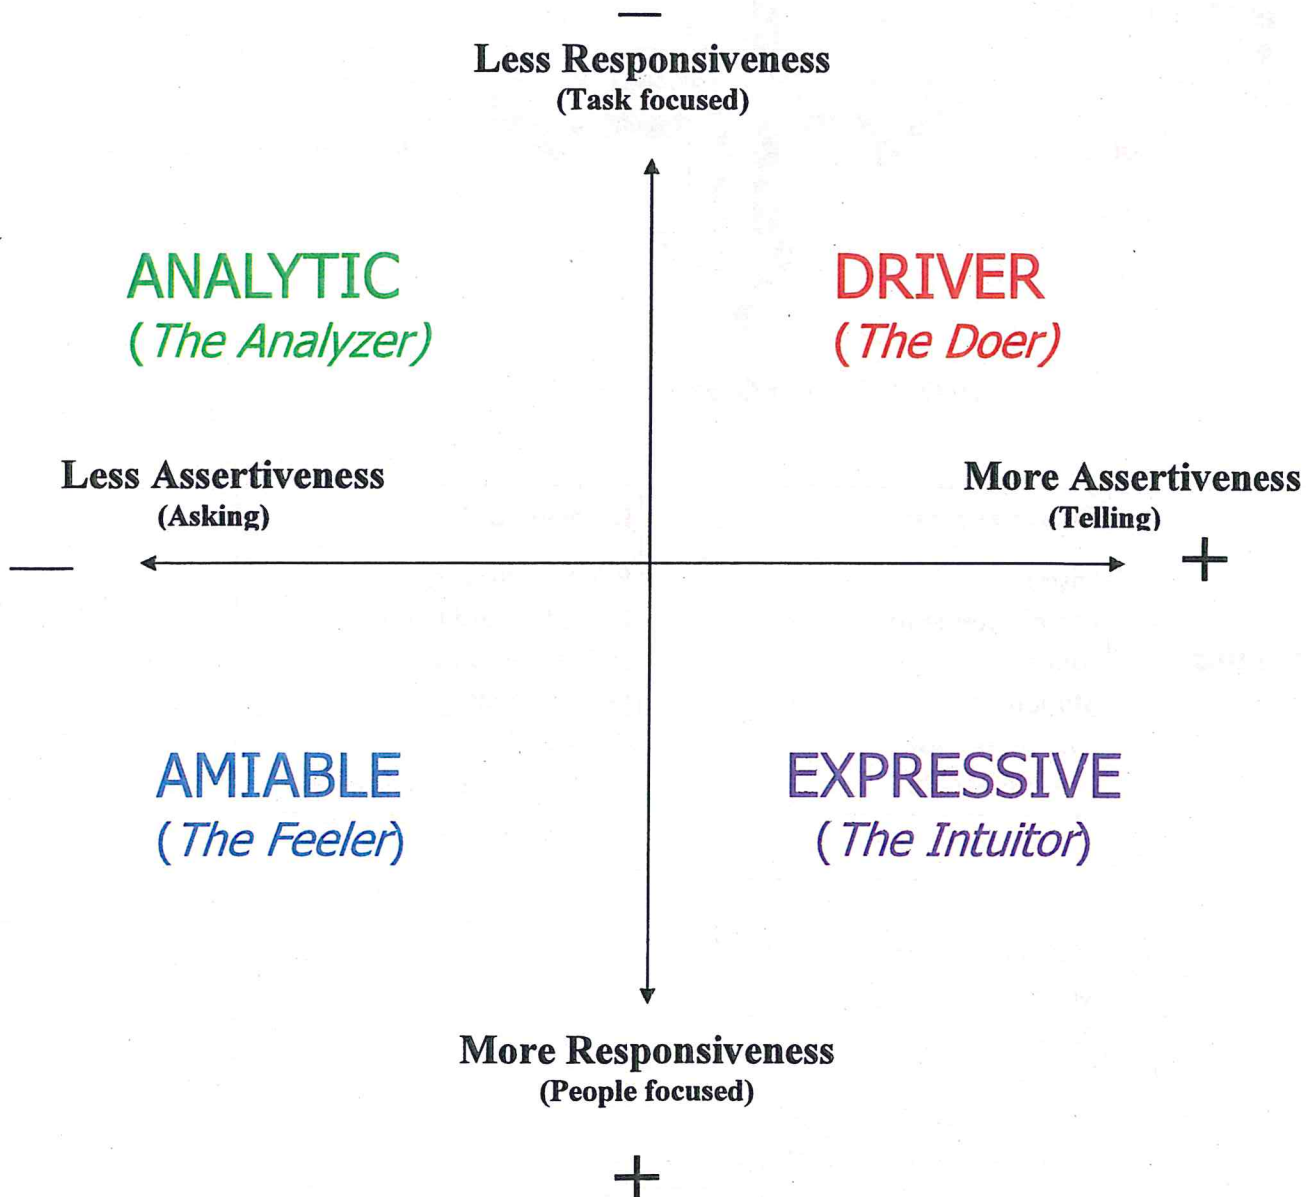 —
Less Responsiveness
(Task focused)
ANALYTIC
(The Analyzer)
DRIVER
(The Doer)
Less Assertiveness
(Asking)
More Assertiveness
(Telling)
—
+
AMIABLE
(The Feeler)
EXPRESSIVE
(The Intuitor)
More Responsiveness
(People focused)
+